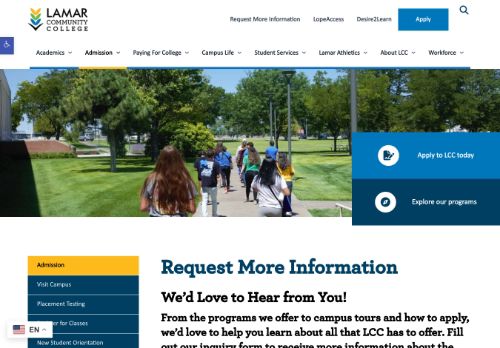 LAMAR
COMMUNITY
COLLEGE
Request More Information LopeAccess Desire2Learn Apply
Academics Admission Paying For College Campus Life Student Services Lamar Athletics About LCC Workforce
Apply to LCC today
Explore our programs
Admission
Visit Campus
Placement Testing
er for Classes
New Student Orientation
EN
Request More Information
We'd Love to Hear from You!
From the programs we offer to campus tours and how to apply,
we'd love to help you learn about all that LCC has to offer. Fill
out our inquiry form to receive more information about the